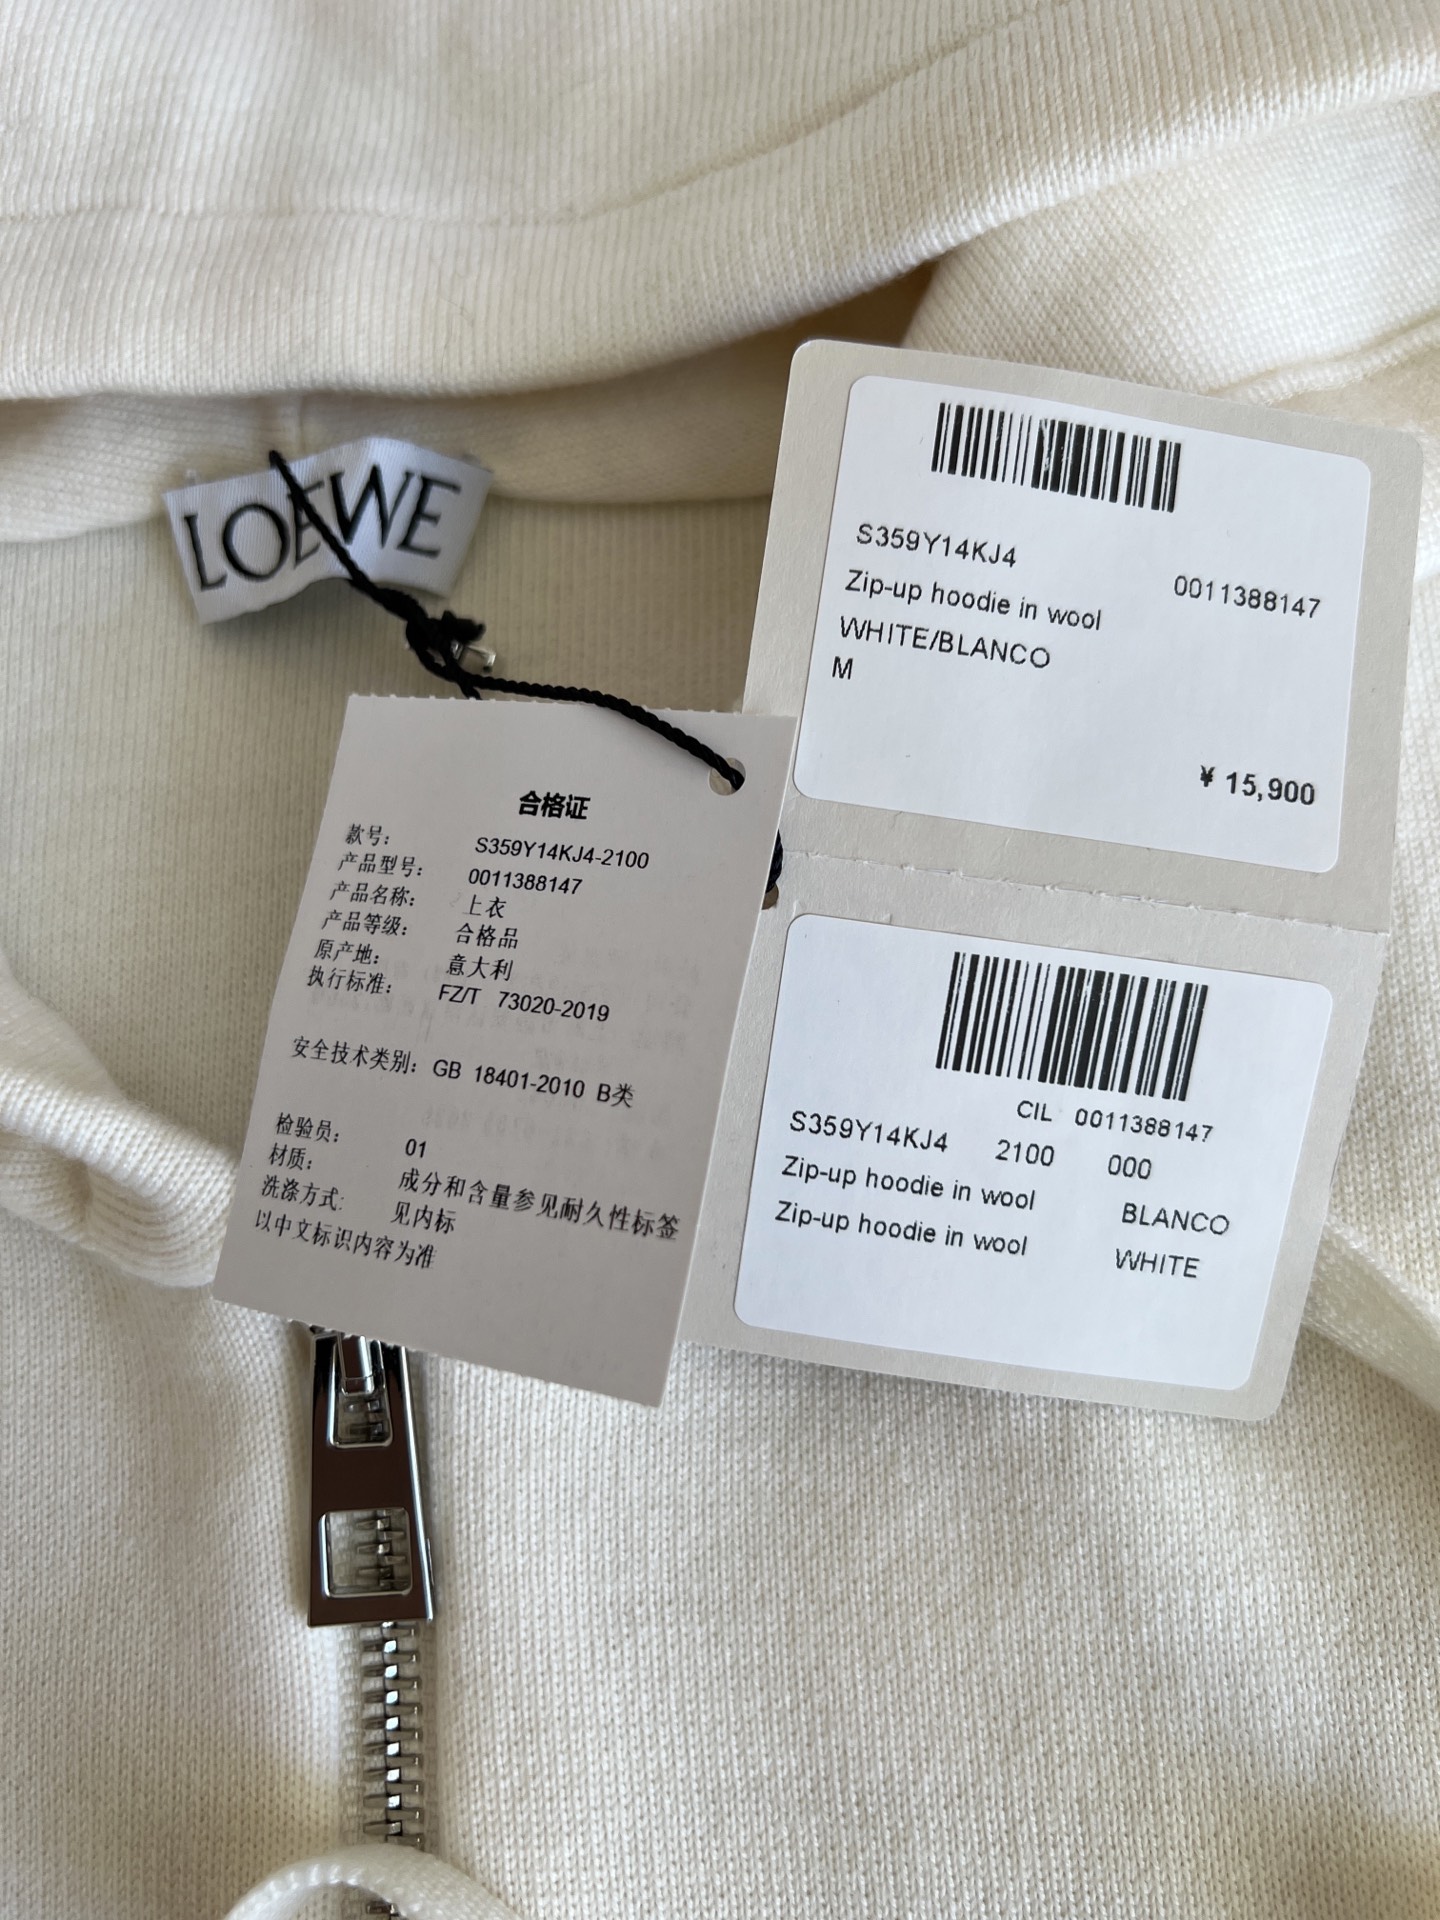 LOEWE
S359Y14KJ4
0011388147
Zip-up hoodie in wool
WHITE/BLANCO
M
¥ 15,900
合格证
款号: S359Y14KJ4-2100
产品型号: 0011388147
产品名称: 上衣
产品等级: 合格品
原产地: 意大利
执行标准: FZ/T 73020-2019
安全技术类别: GB 18401-2010 B类
检验员: 01
材质: 成分和含量参见耐久性标签
洗涤方式: 见内标
以中文标识内容为准
CIL 0011388147
S359Y14KJ4 2100 000
Zip-up hoodie in wool BLANCO
Zip-up hoodie in wool WHITE